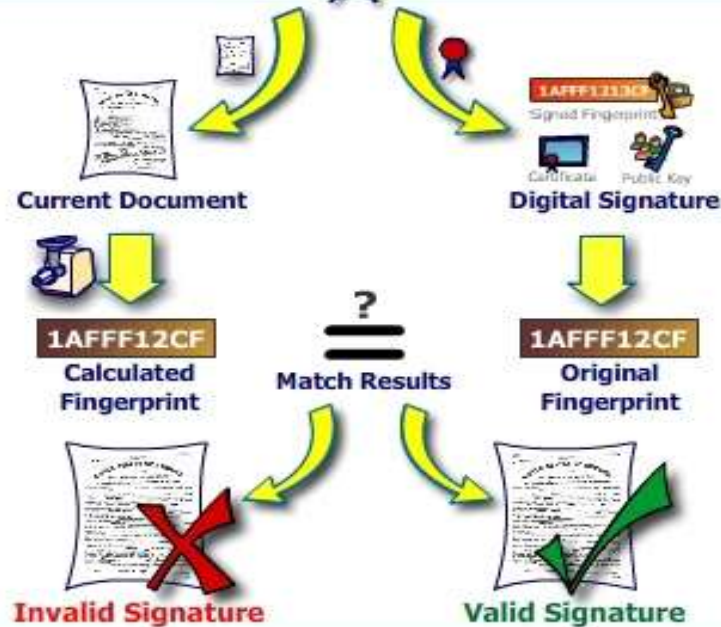 1AFFF1213CF
Signed Fingerprint
Certificate
Public Key
Current Document
Digital Signature
1AFFF12CF
?
1AFFF12CF
Calculated
Fingerprint
Match Results
Original
Fingerprint
Invalid Signature
Valid Signature